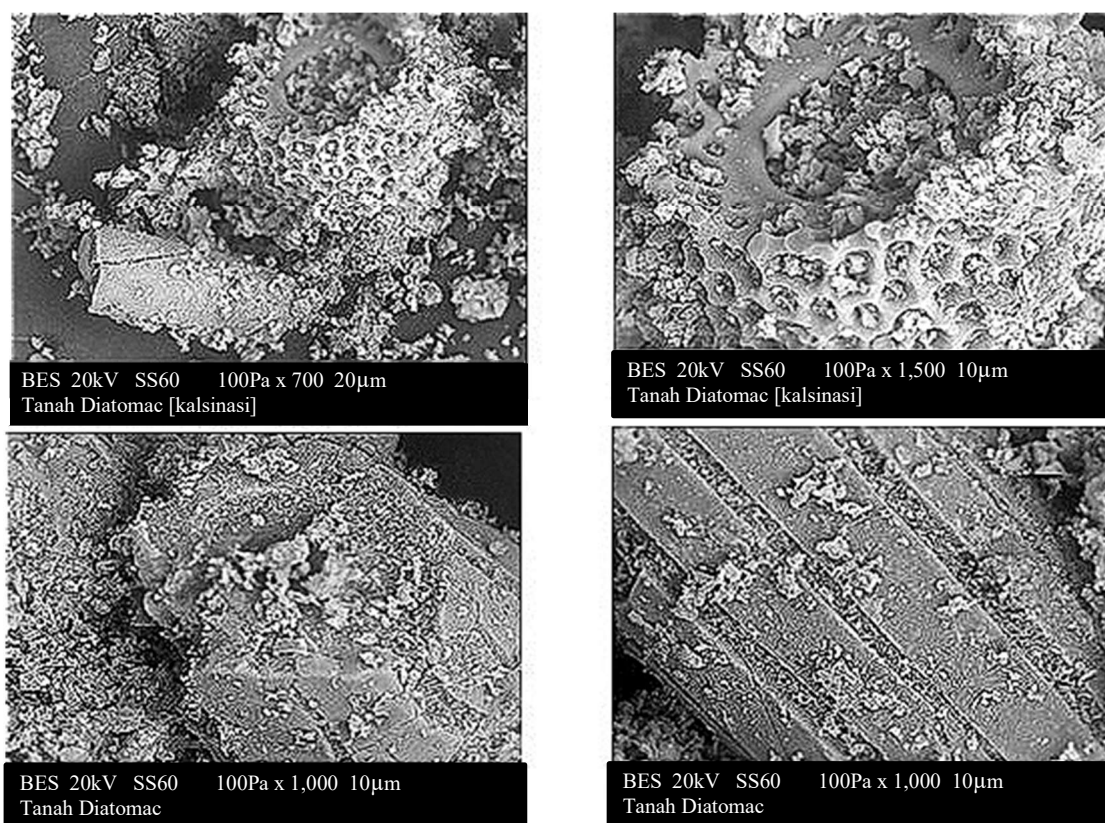 BES 20kV SS60 100Pa x 700 20µm
Tanah Diatomac [kalsinasi]
BES 20kV SS60 100Pa x 1,500 10µm
Tanah Diatomac [kalsinasi]
BES 20kV SS60 100Pa x 1,000 10µm
Tanah Diatomac
BES 20kV SS60 100Pa x 1,000 10µm
Tanah Diatomac